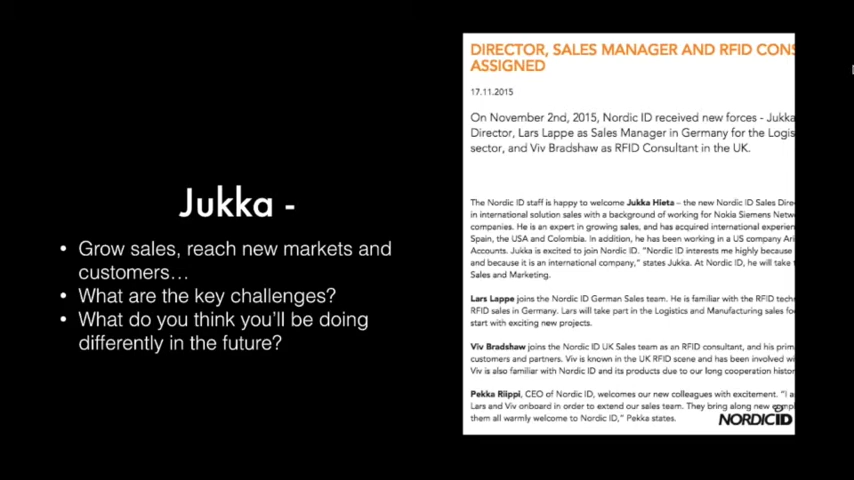 Jukka -
• Grow sales, reach new markets and
customers…
• What are the key challenges?
• What do you think you'll be doing
differently in the future?
DIRECTOR, SALES MANAGER AND RFID CONS
ASSIGNED
17.11.2015
On November 2nd, 2015, Nordic ID received new forces - Jukka
Director, Lars Lappe as Sales Manager in Germany for the Logis
sector, and Viv Bradshaw as RFID Consultant in the UK.
The Nordic ID staff is happy to welcome Jukka Hieta – the new Nordic ID Sales Dire
in international solution sales with a background of working for Nokia Siemens Netw
companies. He is an expert in growing sales, and has acquired international experien
Spain, the USA and Colombia. In addition, he has been working in a US company Ari
Accounts. Jukka is excited to join Nordic ID. "Nordic ID interests me highly because
and because it is an international company," states Jukka. At Nordic ID, he will take
Sales and Marketing.
Lars Lappe joins the Nordic ID German Sales team. He is familiar with the RFID tech
RFID sales in Germany. Lars will take part in the Logistics and Manufacturing sales fo
start with exciting new projects.
Viv Bradshaw joins the Nordic ID UK Sales team as an RFID consultant, and his prim
customers and partners. Viv is known in the UK RFID scene and has been involved wi
Viv is also familiar with Nordic ID and its products due to our long cooperation histor
Pekka Riippi, CEO of Nordic ID, welcomes our new colleagues with excitement. "I a
Lars and Viv onboard in order to extend our sales team. They bring along new compl
them all warmly welcome to Nordic ID," Pekka states.
NORDICID